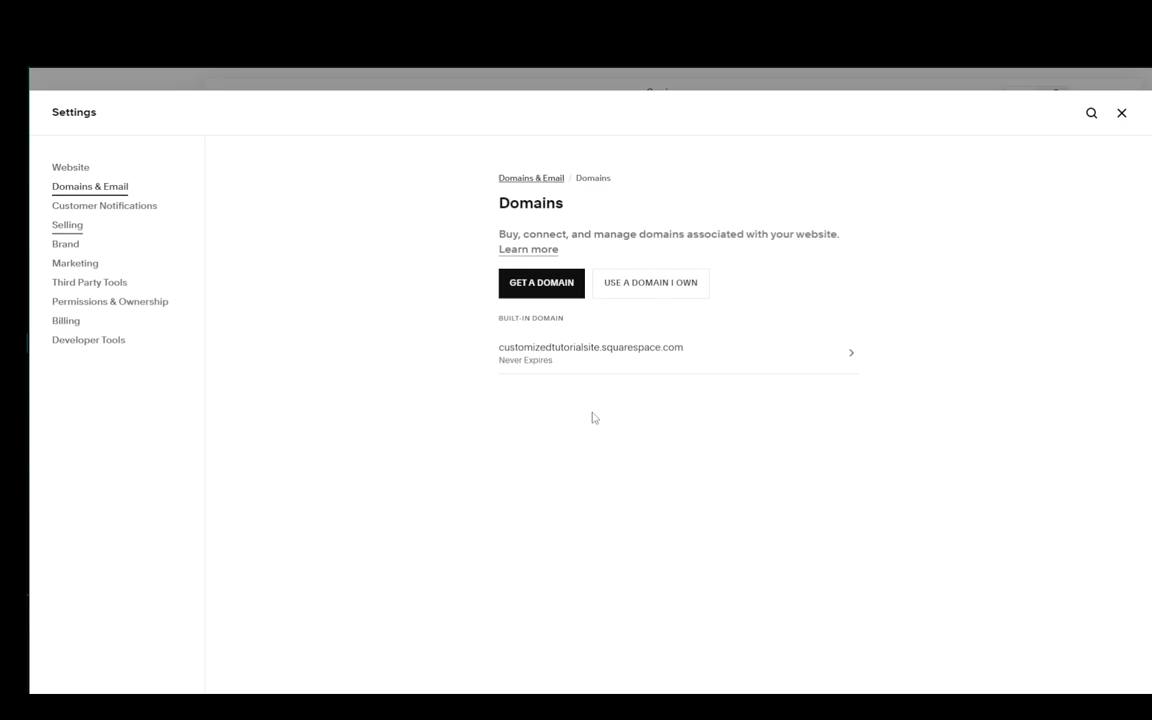 Settings
Website
Domains & Email
Customer Notifications
Selling
Brand
Marketing
Third Party Tools
Permissions & Ownership
Billing
Developer Tools
Domains & Email / Domains
Domains
Buy, connect, and manage domains associated with your website.
Learn more
GET A DOMAIN
USE A DOMAIN I OWN
BUILT-IN DOMAIN
customizedtutorialsite.squarespace.com
Never Expires